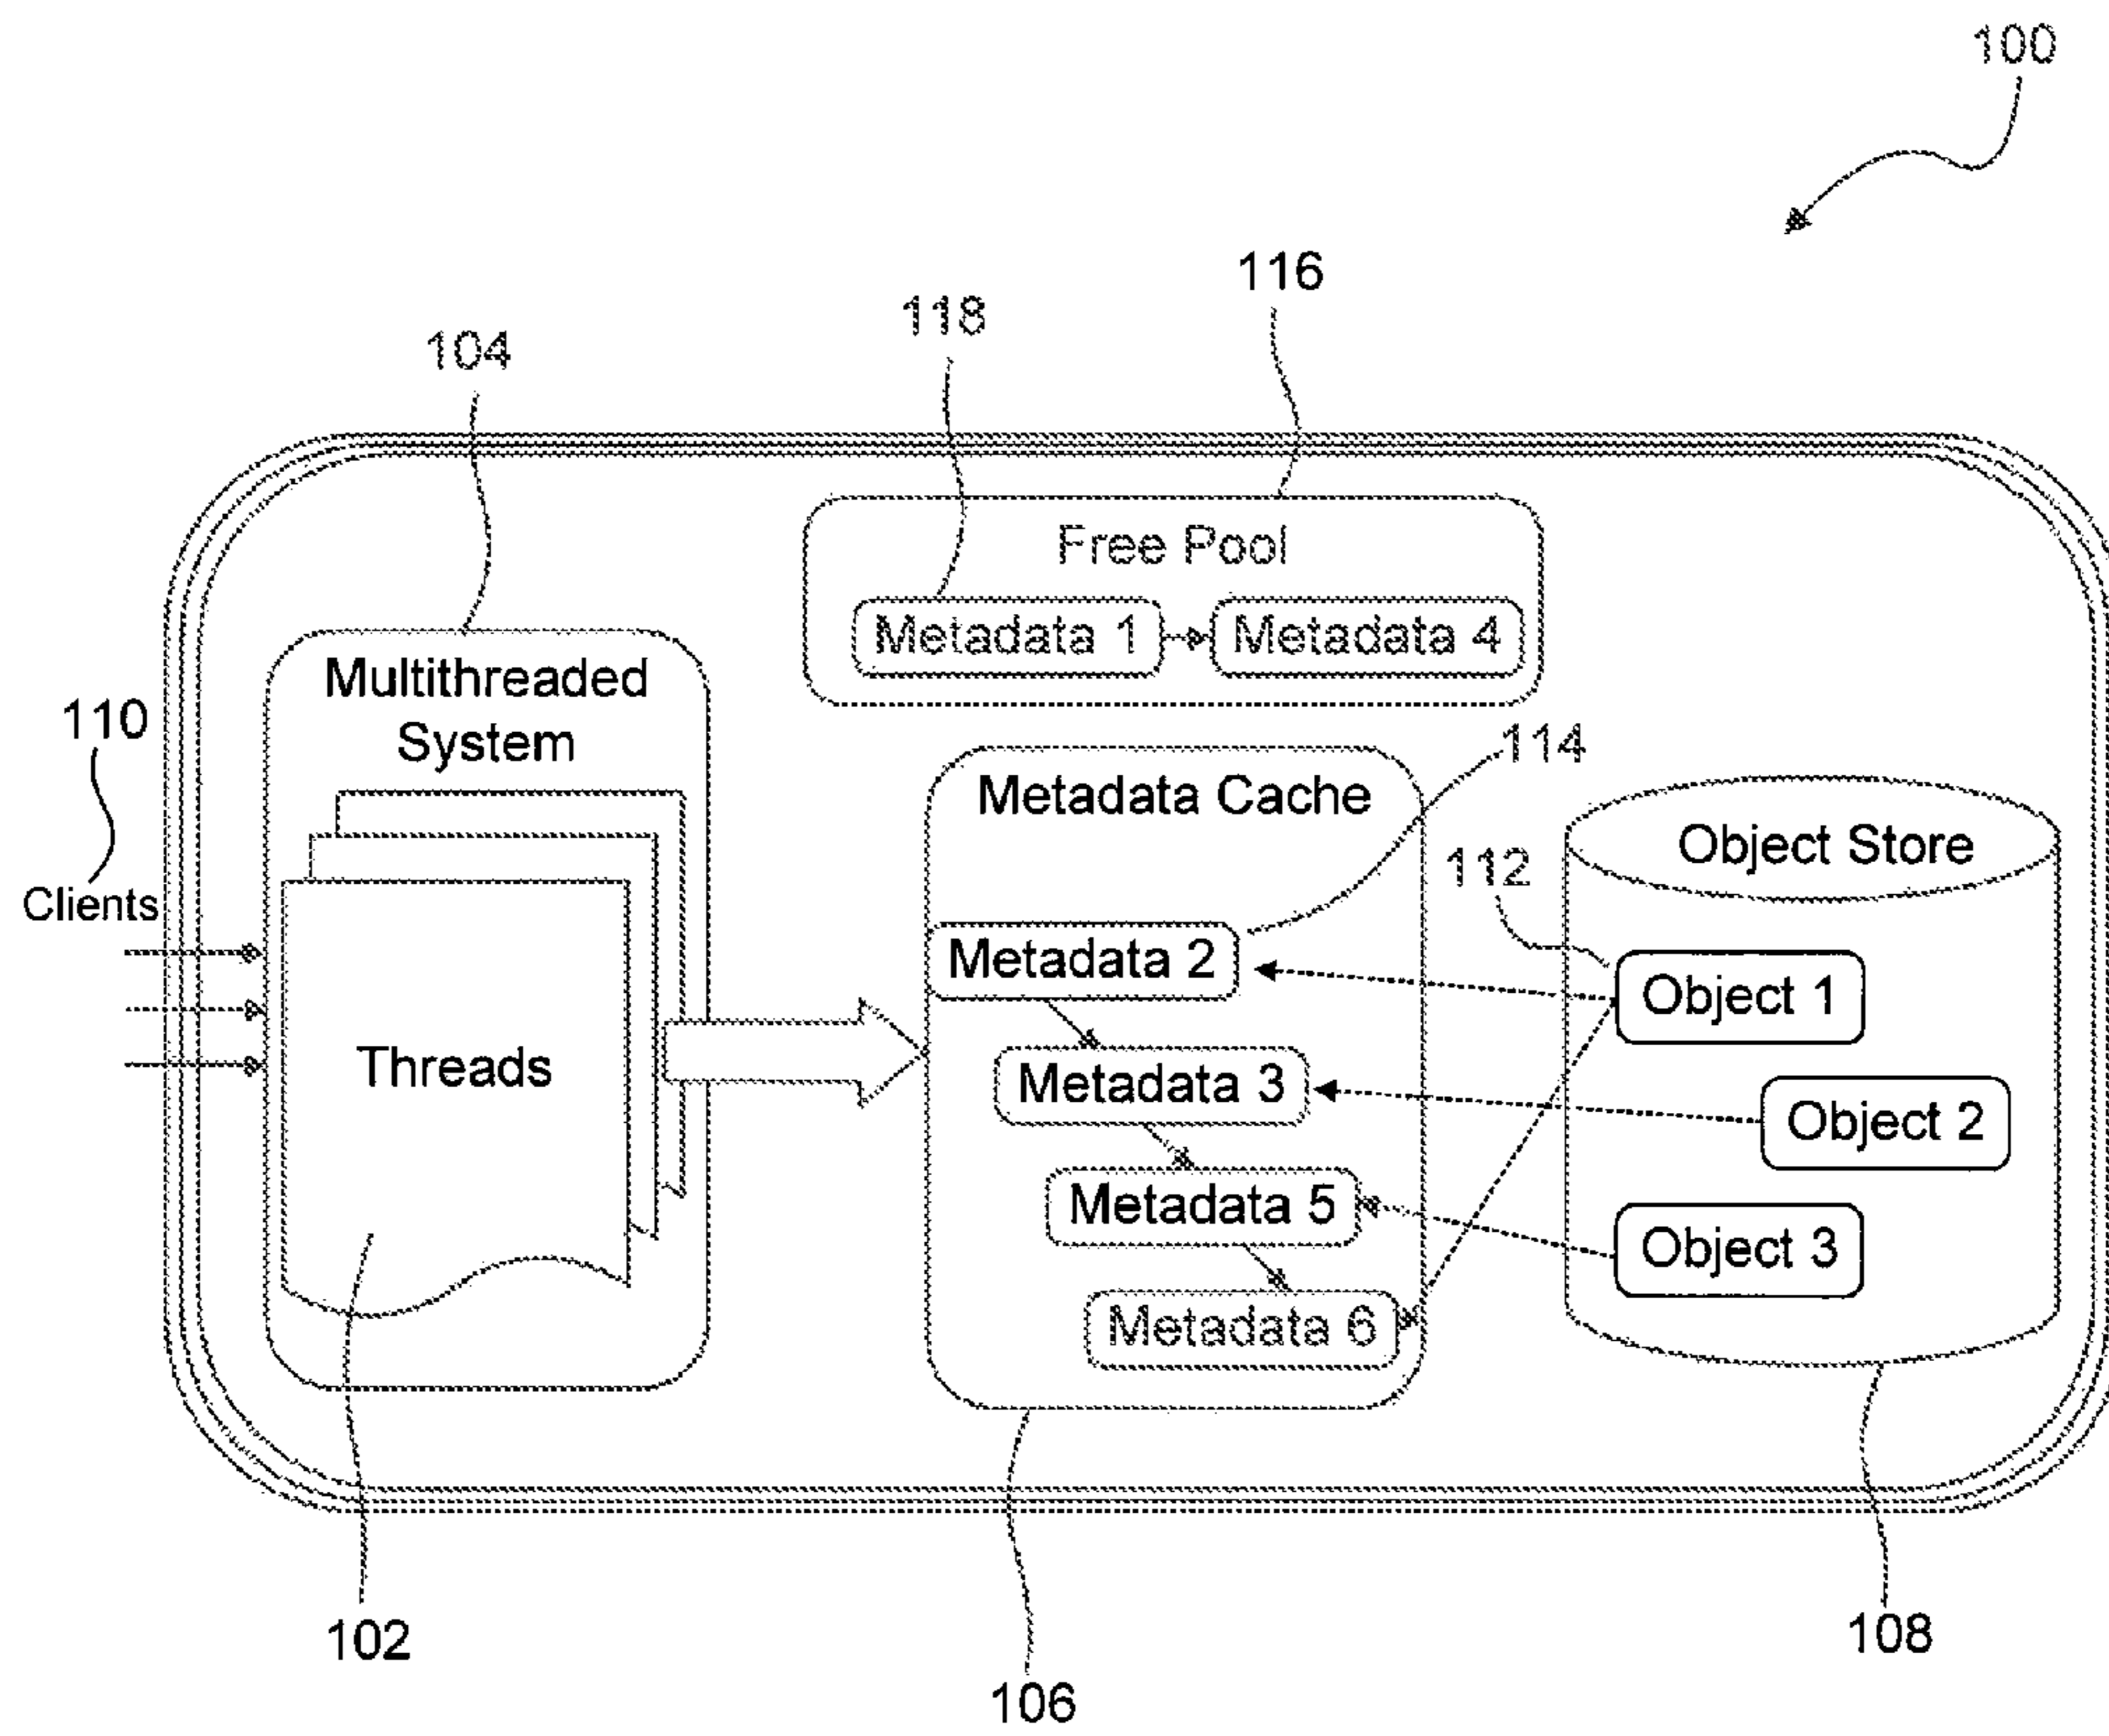 100
116
118
104
Free Pool
Metadata 1
Metadata 4
Multithreaded
System
110
114
Metadata Cache
Object Store
112
Clients
Metadata 2
Object 1
Threads
Metadata 3
Object 2
Metadata 5
Object 3
Metadata 6
102
108
106